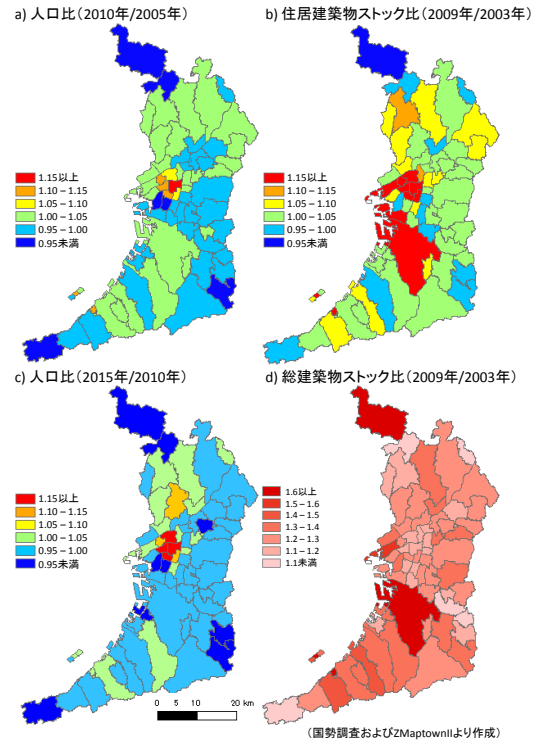 a) 人口比(2010年/2005年)
1.15以上
1.10－1.15
1.05－1.10
1.00－1.05
0.95－1.00
0.95未満
b) 住居建築物ストック比(2009年/2003年)
1.15以上
1.10－1.15
1.05－1.10
1.00－1.05
0.95－1.00
0.95未満
c) 人口比(2015年/2010年)
1.15以上
1.10－1.15
1.05－1.10
1.00－1.05
0.95－1.00
0.95未満
0 5 10 20 km
d) 総建築物ストック比(2009年/2003年)
1.6以上
1.5－1.6
1.4－1.5
1.3－1.4
1.2－1.3
1.1－1.2
1.1未満
(国勢調査およびZMaptownIIより作成)